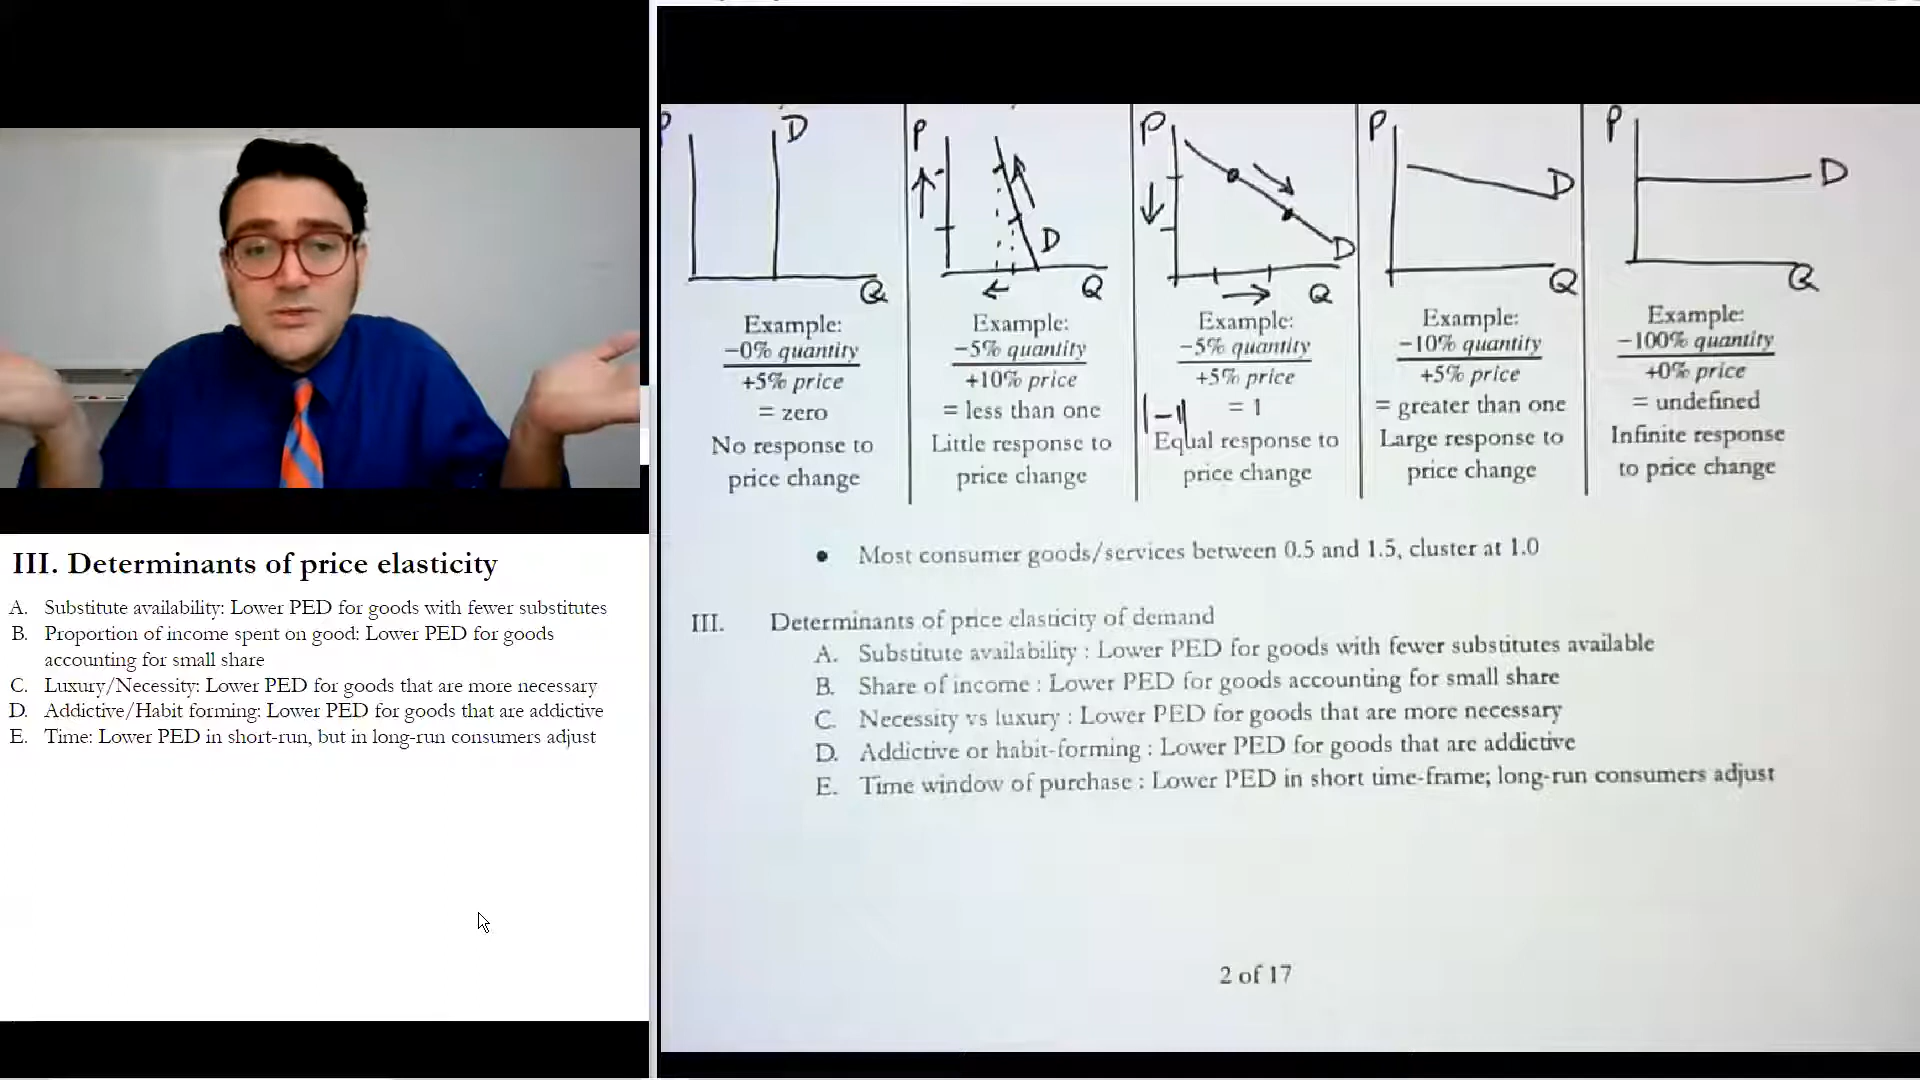 III. Determinants of price elasticity
A. Substitute availability: Lower PED for goods with fewer substitutes
B. Proportion of income spent on good: Lower PED for goods
accounting for small share
C. Luxury/Necessity: Lower PED for goods that are more necessary
D. Addictive/Habit forming: Lower PED for goods that are addictive
E. Time: Lower PED in short-run, but in long-run consumers adjust
P D Q
Example:
−0% quantity
+5% price
= zero
No response to
price change
P D Q
Example:
−5% quantity
+10% price
= less than one
Little response to
price change
P D Q
Example:
−5% quantity
+5% price
|-1| = 1
Equal response to
price change
P D Q
Example:
−10% quantity
+5% price
= greater than one
Large response to
price change
P D Q
Example:
−100% quantity
+0% price
= undefined
Infinite response
to price change
• Most consumer goods/services between 0.5 and 1.5, cluster at 1.0
III. Determinants of price elasticity of demand
A. Substitute availability : Lower PED for goods with fewer substitutes available
B. Share of income : Lower PED for goods accounting for small share
C. Necessity vs luxury : Lower PED for goods that are more necessary
D. Addictive or habit-forming : Lower PED for goods that are addictive
E. Time window of purchase : Lower PED in short time-frame; long-run consumers adjust
2 of 17